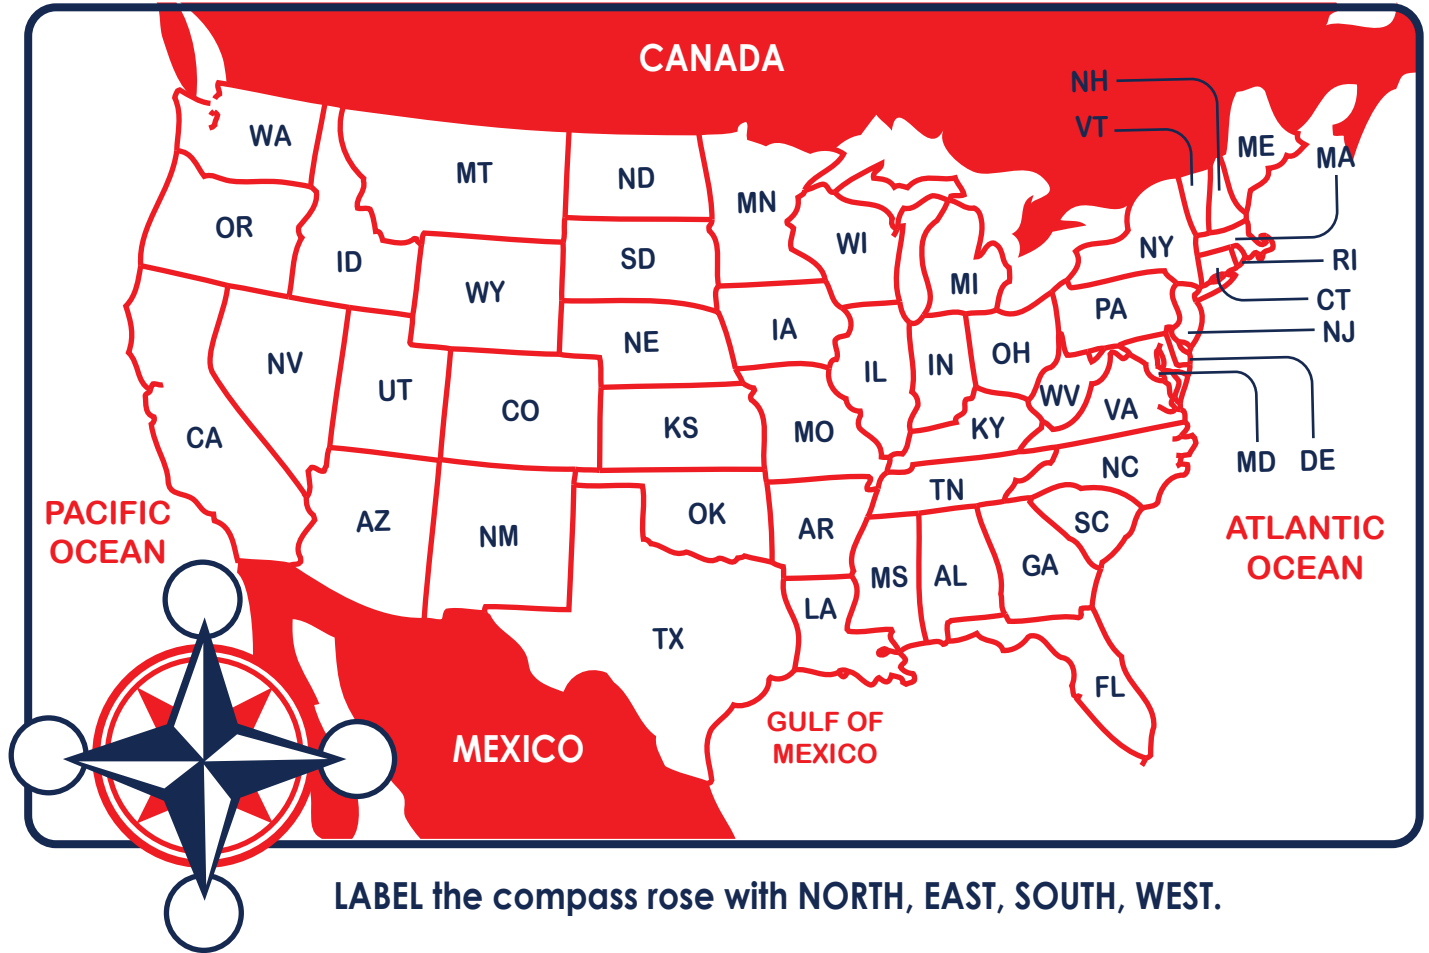 CANADA
NH
VT
WA
MT
ND
MN
ME
MA
OR
ID
WY
SD
WI
MI
NY
RI
CT
PA
NJ
NV
UT
CO
NE
IA
IL
IN
OH
WV
VA
MD
DE
CA
KS
MO
KY
NC
TN
PACIFIC
OCEAN
AZ
NM
OK
AR
SC
ATLANTIC
OCEAN
MS
AL
GA
LA
TX
FL
GULF OF
MEXICO
MEXICO
LABEL the compass rose with NORTH, EAST, SOUTH, WEST.